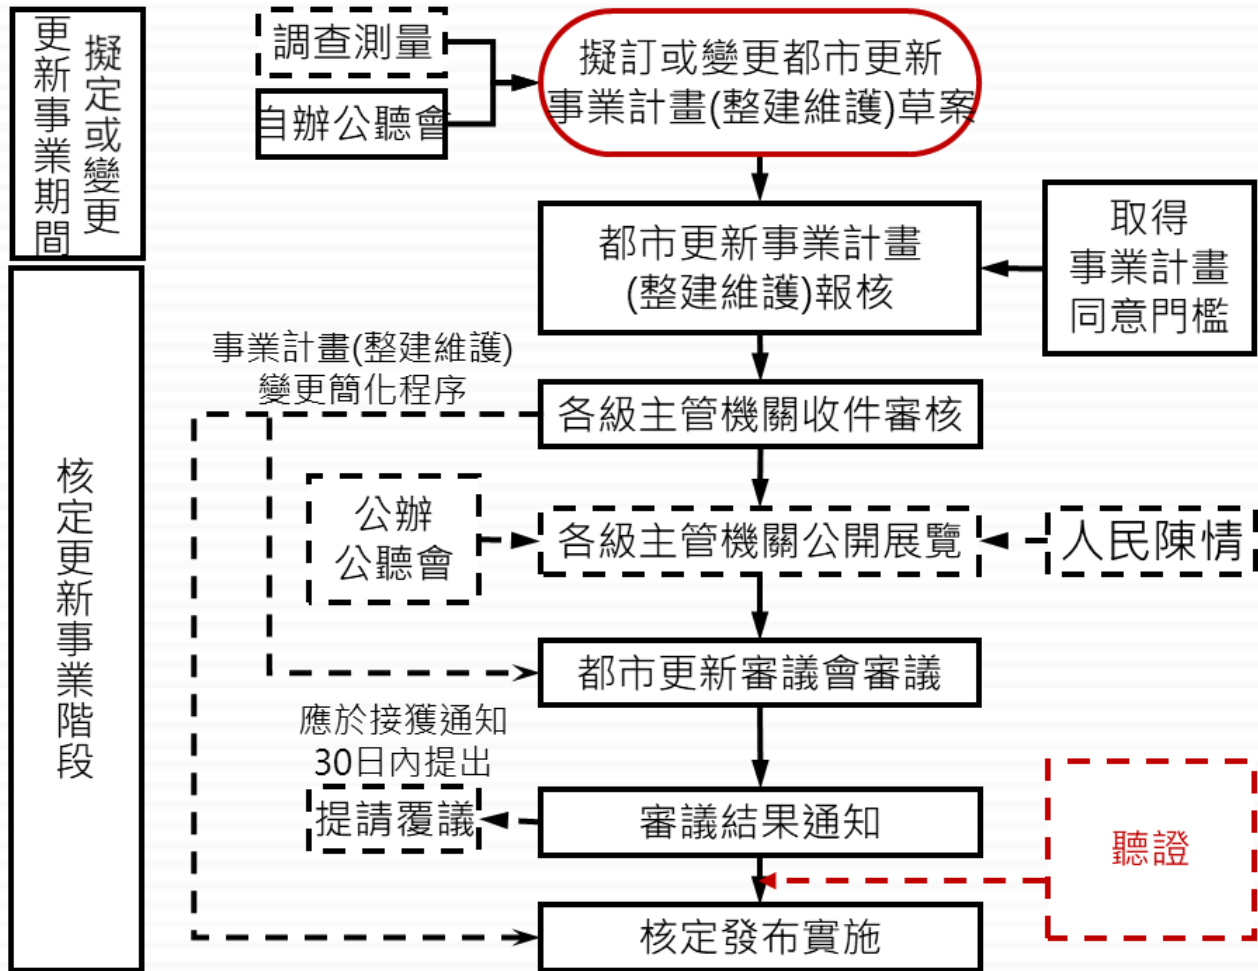 擬定或變更
更新事業期間
調查測量
自辦公聽會
擬訂或變更都市更新
事業計畫(整建維護)草案
都市更新事業計畫
(整建維護)報核
取得
事業計畫
同意門檻
核定更新事業階段
事業計畫(整建維護)
變更簡化程序
各級主管機關收件審核
公辦
公聽會
各級主管機關公開展覽
人民陳情
都市更新審議會審議
應於接獲通知
30日內提出
提請覆議
審議結果通知
聽證
核定發布實施